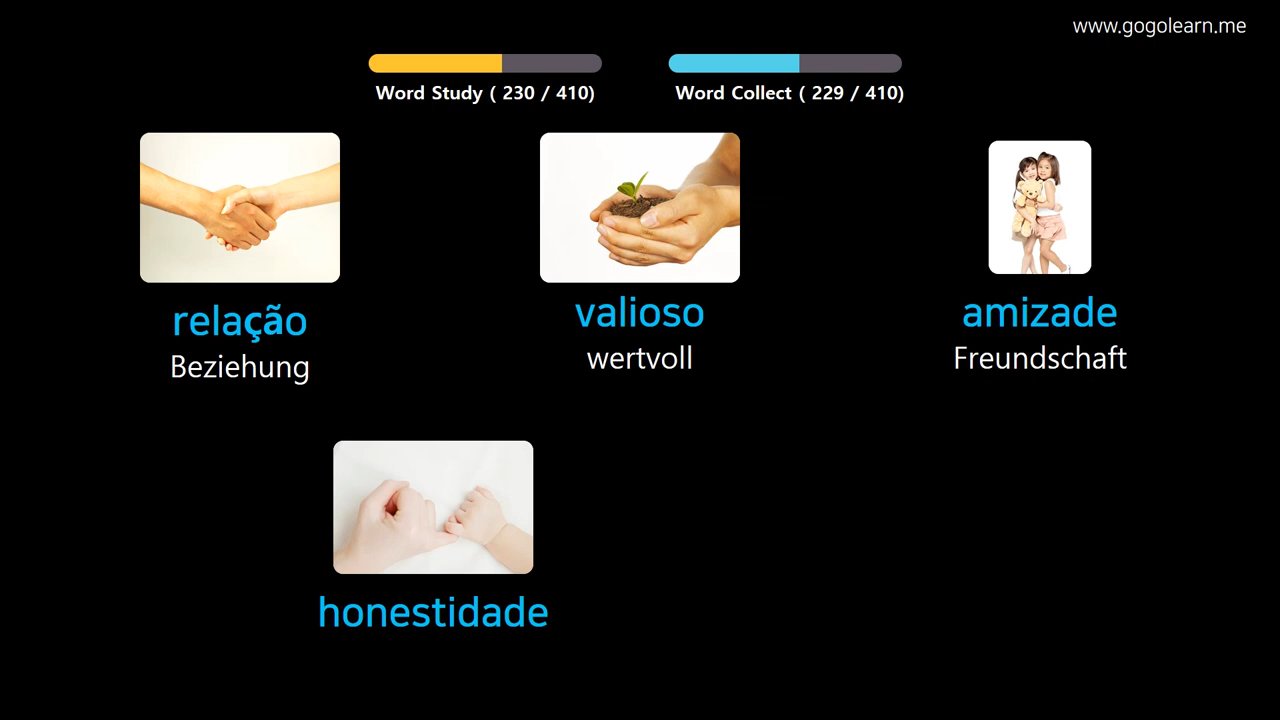 www.gogolearn.me
Word Study ( 230 / 410)
Word Collect ( 229 / 410)
relação
Beziehung
valioso
wertvoll
amizade
Freundschaft
honestidade